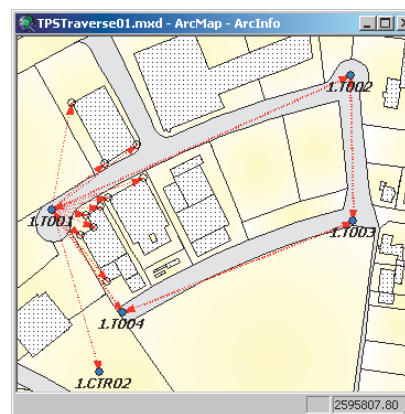 TPSTraverse01.mxd - ArcMap - ArcInfo
1.T002
1.T001
1.T003
1.T004
1.CTR02
2595807.80